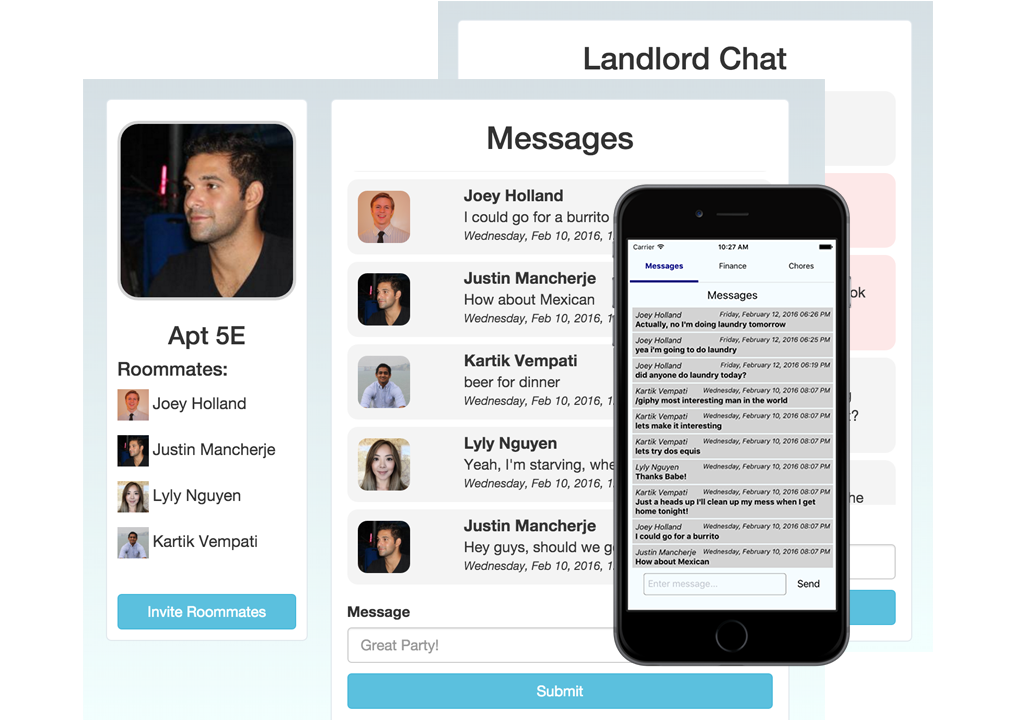 Landlord Chat
ok
t?
he
Apt 5E
Roommates:
Joey Holland
Justin Mancherje
Lyly Nguyen
Kartik Vempati
Invite Roommates
Messages
Joey Holland
I could go for a burrito
Wednesday, Feb 10, 2016, 1
Justin Mancherje
How about Mexican
Wednesday, Feb 10, 2016, 1
Kartik Vempati
beer for dinner
Wednesday, Feb 10, 2016, 1
Lyly Nguyen
Yeah, I'm starving, whe
Wednesday, Feb 10, 2016, 1
Justin Mancherje
Hey guys, should we g
Wednesday, Feb 10, 2016, 1
Message
Great Party!
Submit
Carrier 10:27 AM
Messages Finance Chores
Messages
Joey Holland Friday, February 12, 2016 06:26 PM
Actually, no I'm doing laundry tomorrow
Joey Holland Friday, February 12, 2016 06:25 PM
yea i'm going to do laundry
Joey Holland Friday, February 12, 2016 06:19 PM
did anyone do laundry today?
Kartik Vempati Wednesday, February 10, 2016 08:07 PM
/giphy most interesting man in the world
Kartik Vempati Wednesday, February 10, 2016 08:07 PM
lets make it interesting
Kartik Vempati Wednesday, February 10, 2016 08:07 PM
lets try dos equis
Lyly Nguyen Wednesday, February 10, 2016 08:07 PM
Thanks Babe!
Kartik Vempati Wednesday, February 10, 2016 08:07 PM
Just a heads up I'll clean up my mess when I get
home tonight!
Joey Holland Wednesday, February 10, 2016 08:07 PM
I could go for a burrito
Justin Mancherje Wednesday, February 10, 2016 08:07 PM
How about Mexican
Enter message... Send